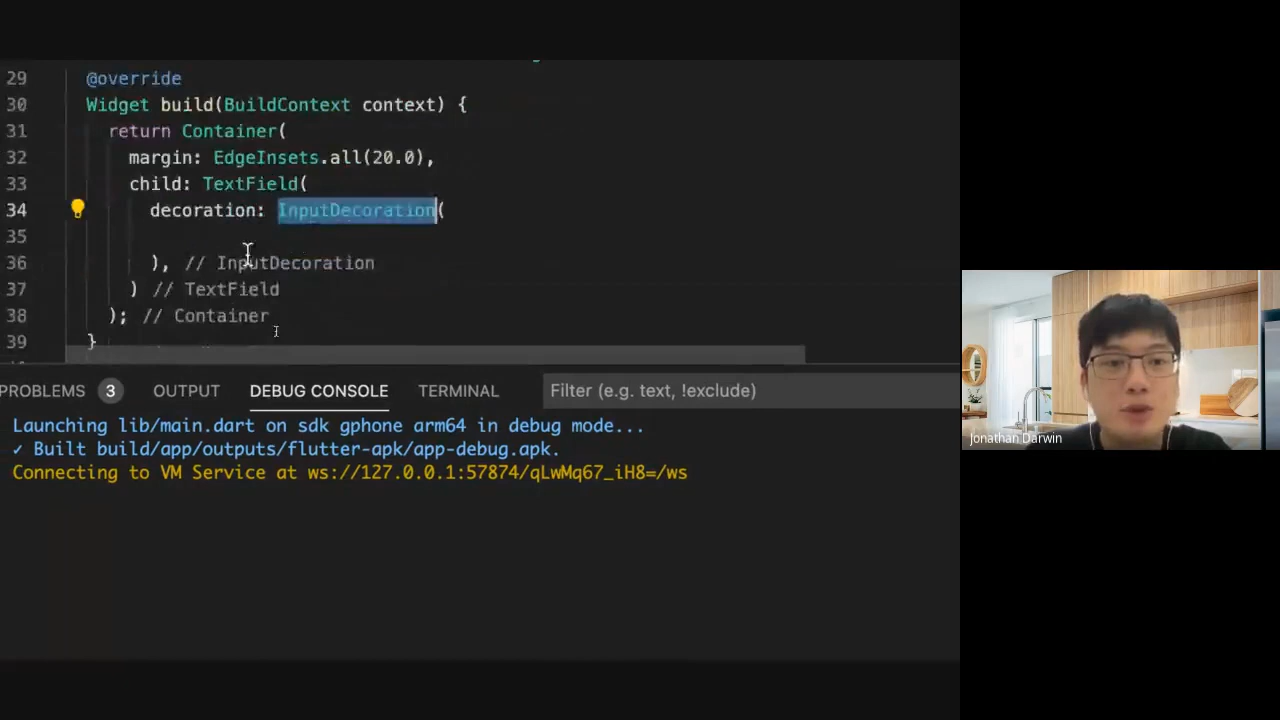 29 @override
30 Widget build(BuildContext context) {
31 return Container(
32 margin: EdgeInsets.all(20.0),
33 child: TextField(
34 decoration: InputDecoration(
35
36 ), // InputDecoration
37 ) // TextField
38 ); // Container
39 }
PROBLEMS 3 OUTPUT DEBUG CONSOLE TERMINAL Filter (e.g. text, !exclude)
Launching lib/main.dart on sdk gphone arm64 in debug mode...
✓ Built build/app/outputs/flutter-apk/app-debug.apk.
Connecting to VM Service at ws://127.0.0.1:57874/qLwMq67_iH8=/ws
Jonathan Darwin